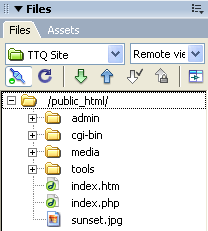 Files
Files Assets
TTQ Site Remote vie
/public_html/
admin
cgi-bin
media
tools
index.htm
index.php
sunset.jpg